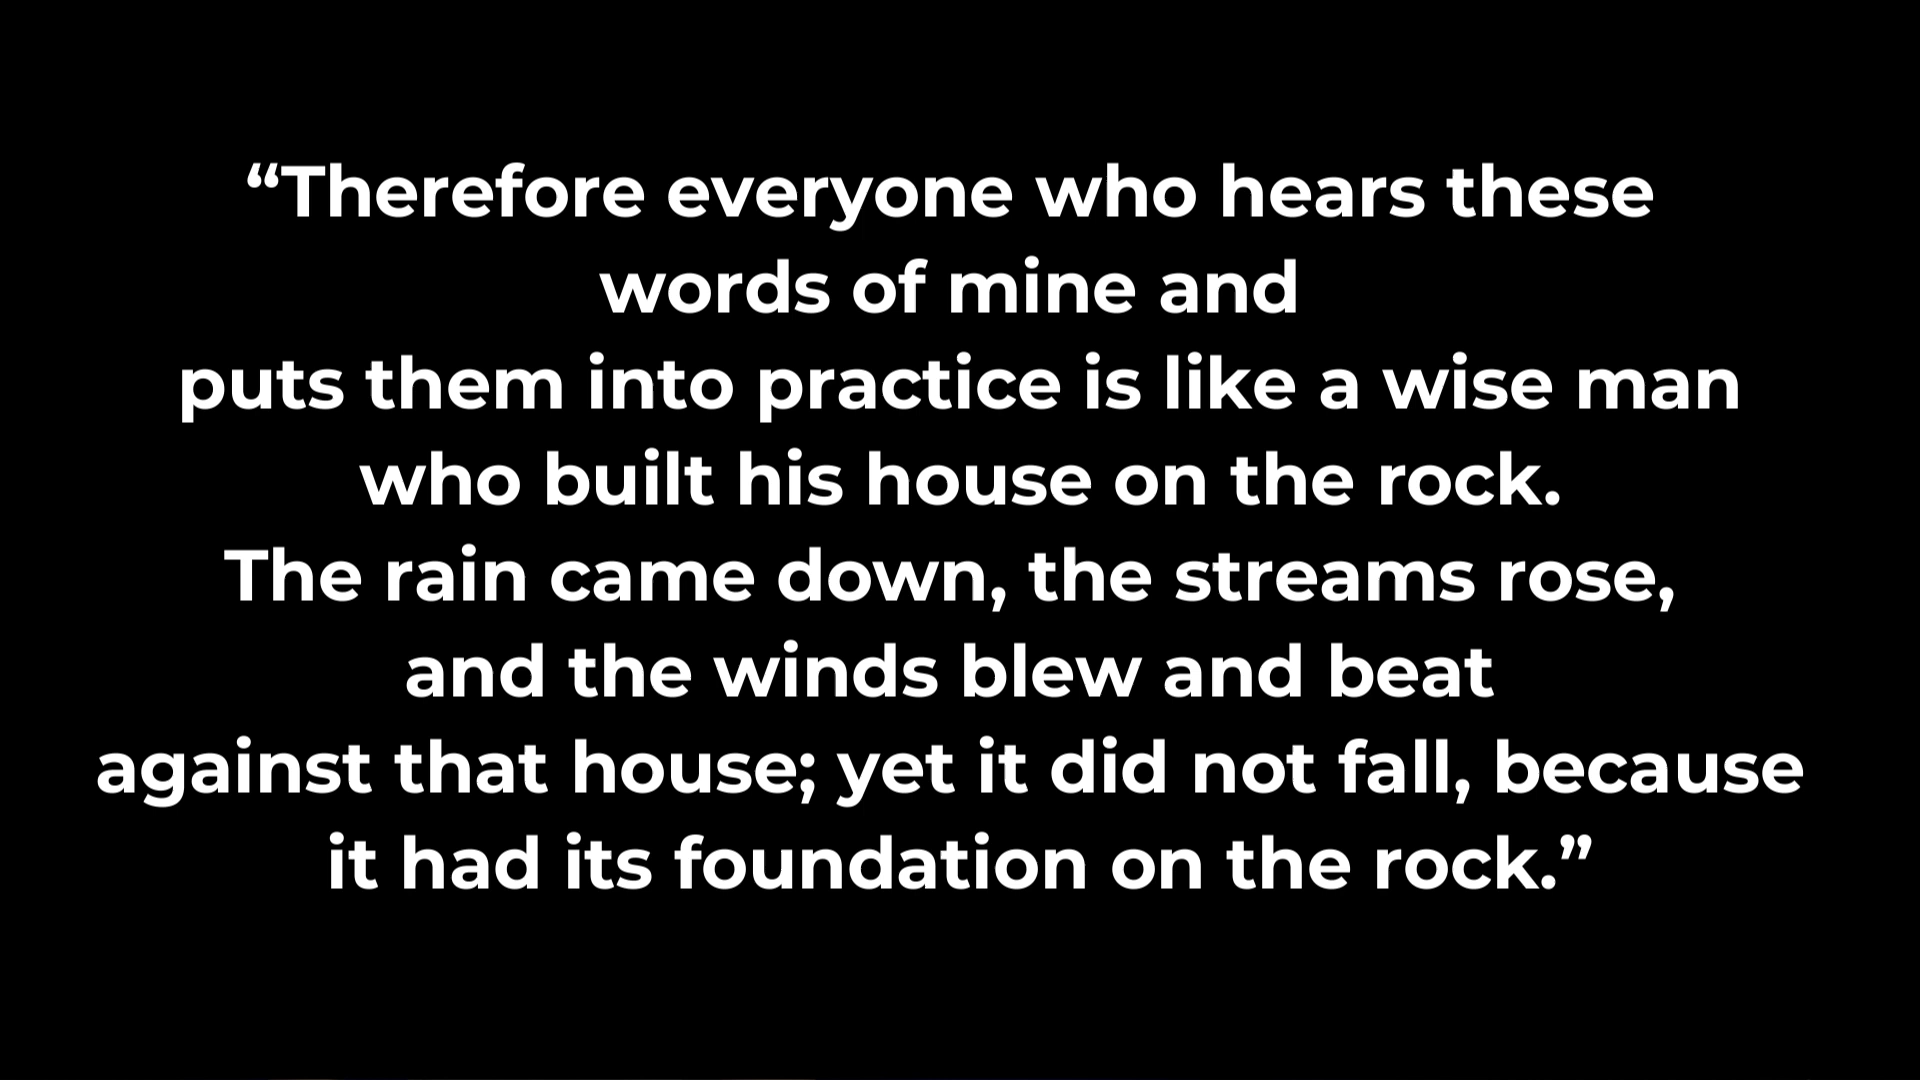 “Therefore everyone who hears these
words of mine and
puts them into practice is like a wise man
who built his house on the rock.
The rain came down, the streams rose,
and the winds blew and beat
against that house; yet it did not fall, because
it had its foundation on the rock.”